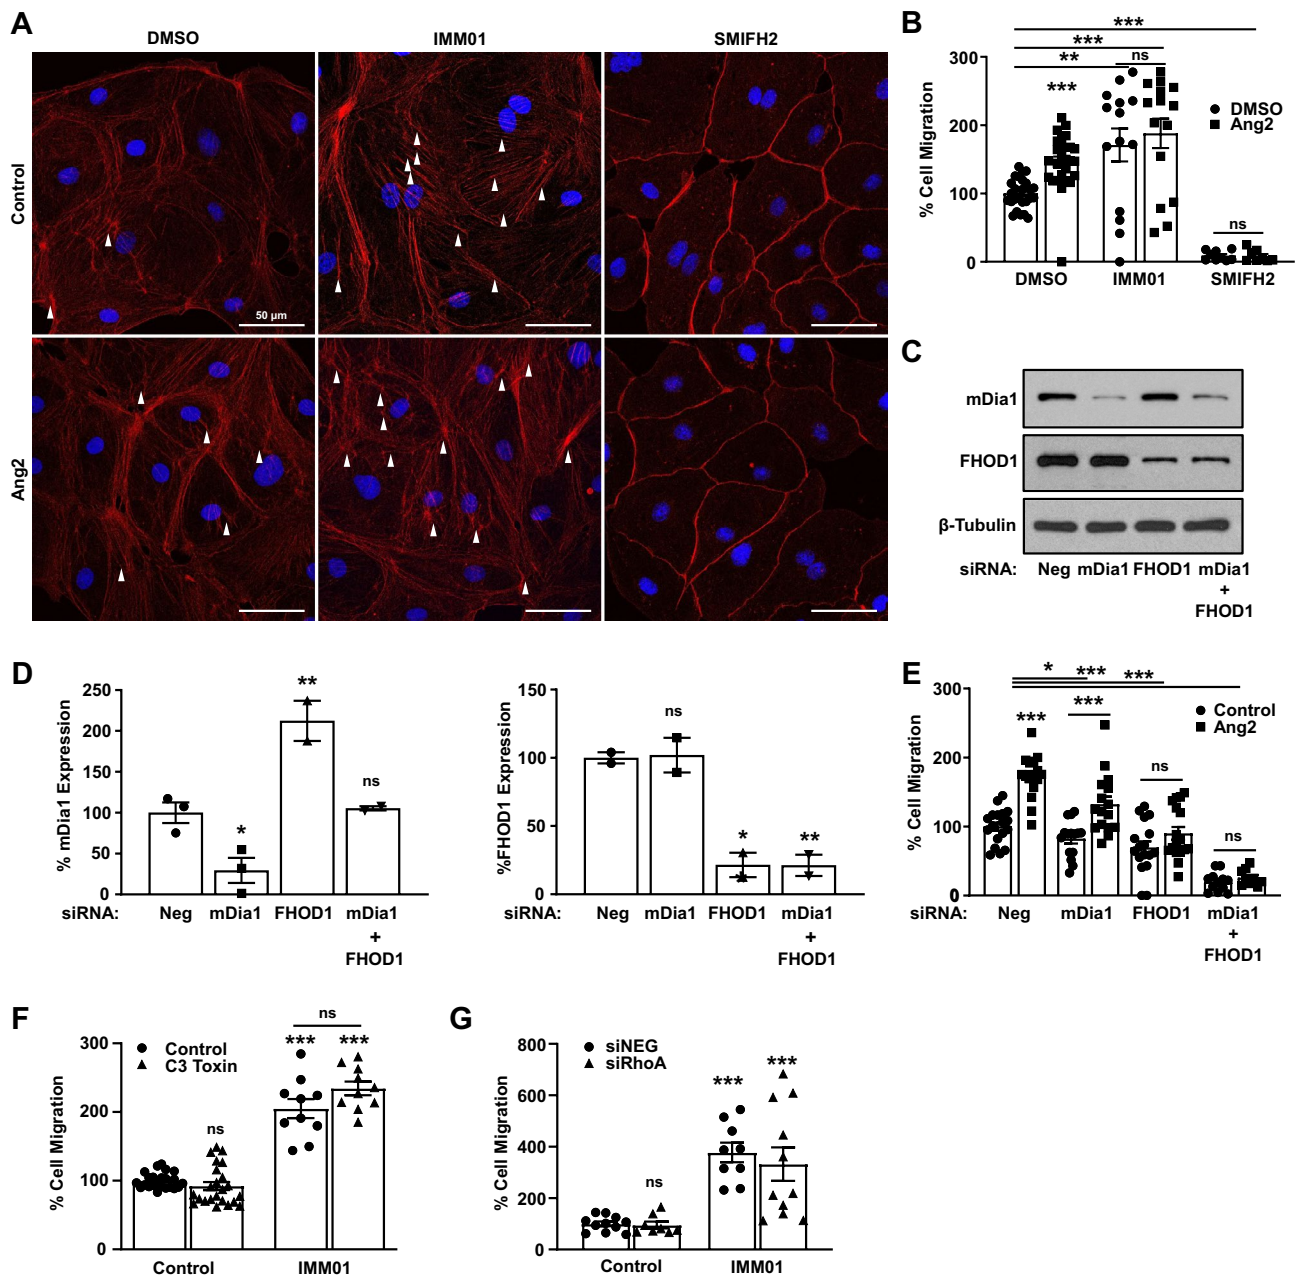 A
DMSO
IMM01
SMIFH2
Control
Ang2
50 µm
B
% Cell Migration
300
200
100
0
***
***
**
ns
***
ns
DMSO
Ang2
DMSO
IMM01
SMIFH2
C
mDia1
FHOD1
β-Tubulin
siRNA:
Neg
mDia1
FHOD1
mDia1
+
FHOD1
D
% mDia1 Expression
250
200
150
100
50
0
*
**
ns
siRNA:
Neg
mDia1
FHOD1
mDia1
+
FHOD1
%FHOD1 Expression
150
100
50
0
ns
*
**
siRNA:
Neg
mDia1
FHOD1
mDia1
+
FHOD1
E
% Cell Migration
300
200
100
0
*
***
***
***
***
ns
ns
Control
Ang2
siRNA:
Neg
mDia1
FHOD1
mDia1
+
FHOD1
F
% Cell Migration
300
200
100
0
Control
C3 Toxin
ns
ns
***
***
Control
IMM01
G
% Cell Migration
800
600
400
200
0
siNEG
siRhoA
ns
***
***
Control
IMM01